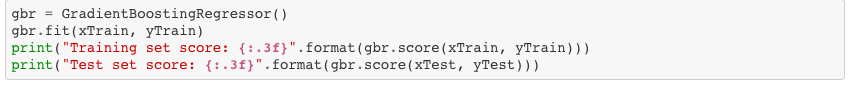 gbr = GradientBoostingRegressor()
gbr.fit(xTrain, yTrain)
print("Training set score: {:.3f}".format(gbr.score(xTrain, yTrain)))
print("Test set score: {:.3f}".format(gbr.score(xTest, yTest)))